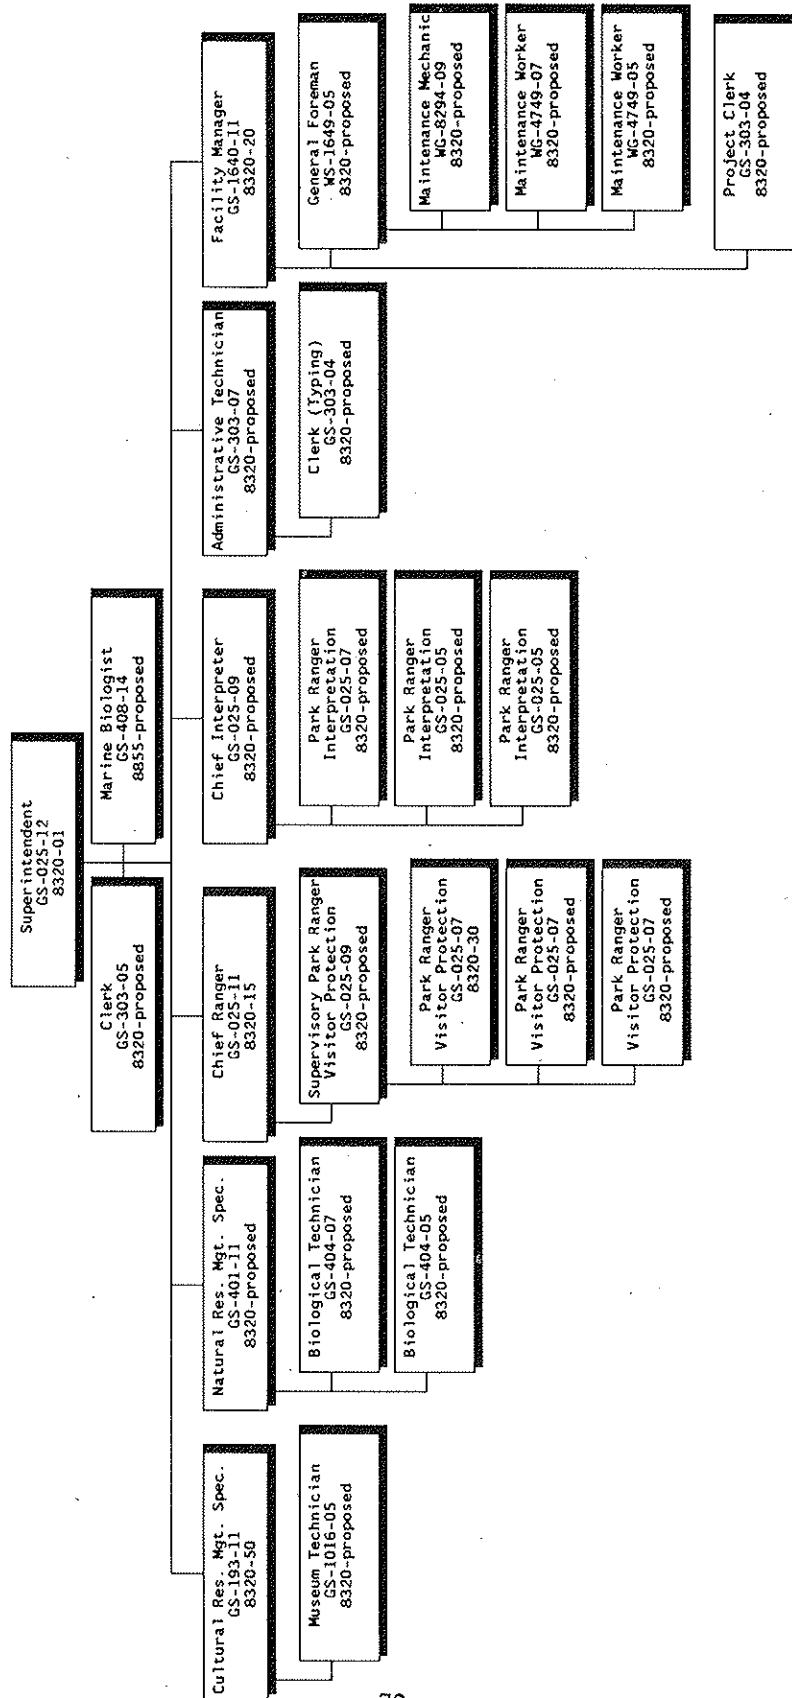 Superintendent
GS-025-12
8320-01
Clerk
GS-303-05
8320-proposed
Marine Biologist
GS-408-14
8855-proposed
Cultural Res. Mgt. Spec.
GS-193-11
8320-50
Museum Technician
GS-1016-05
8320-proposed
Natural Res. Mgt. Spec.
GS-401-11
8320-proposed
Biological Technician
GS-404-07
8320-proposed
Biological Technician
GS-404-05
8320-proposed
Chief Ranger
GS-025-11
8320-15
Supervisory Park Ranger
Visitor Protection
GS-025-09
8320-proposed
Park Ranger
Visitor Protection
GS-025-07
8320-30
Park Ranger
Visitor Protection
GS-025-07
8320-proposed
Park Ranger
Visitor Protection
GS-025-07
8320-proposed
Chief Interpreter
GS-025-09
8320-proposed
Park Ranger
Interpretation
GS-025-07
8320-proposed
Park Ranger
Interpretation
GS-025-05
8320-proposed
Park Ranger
Interpretation
GS-025-05
8320-proposed
Administrative Technician
GS-303-07
8320-proposed
Clerk (Typing)
GS-303-04
8320-proposed
Facility Manager
GS-1640-11
8320-20
General Foreman
WS-1649-05
8320-proposed
Maintenance Mechanic
WG-8294-09
8320-proposed
Maintenance Worker
WG-4749-07
8320-proposed
Maintenance Worker
WG-4749-05
8320-proposed
Project Clerk
GS-303-04
8320-proposed